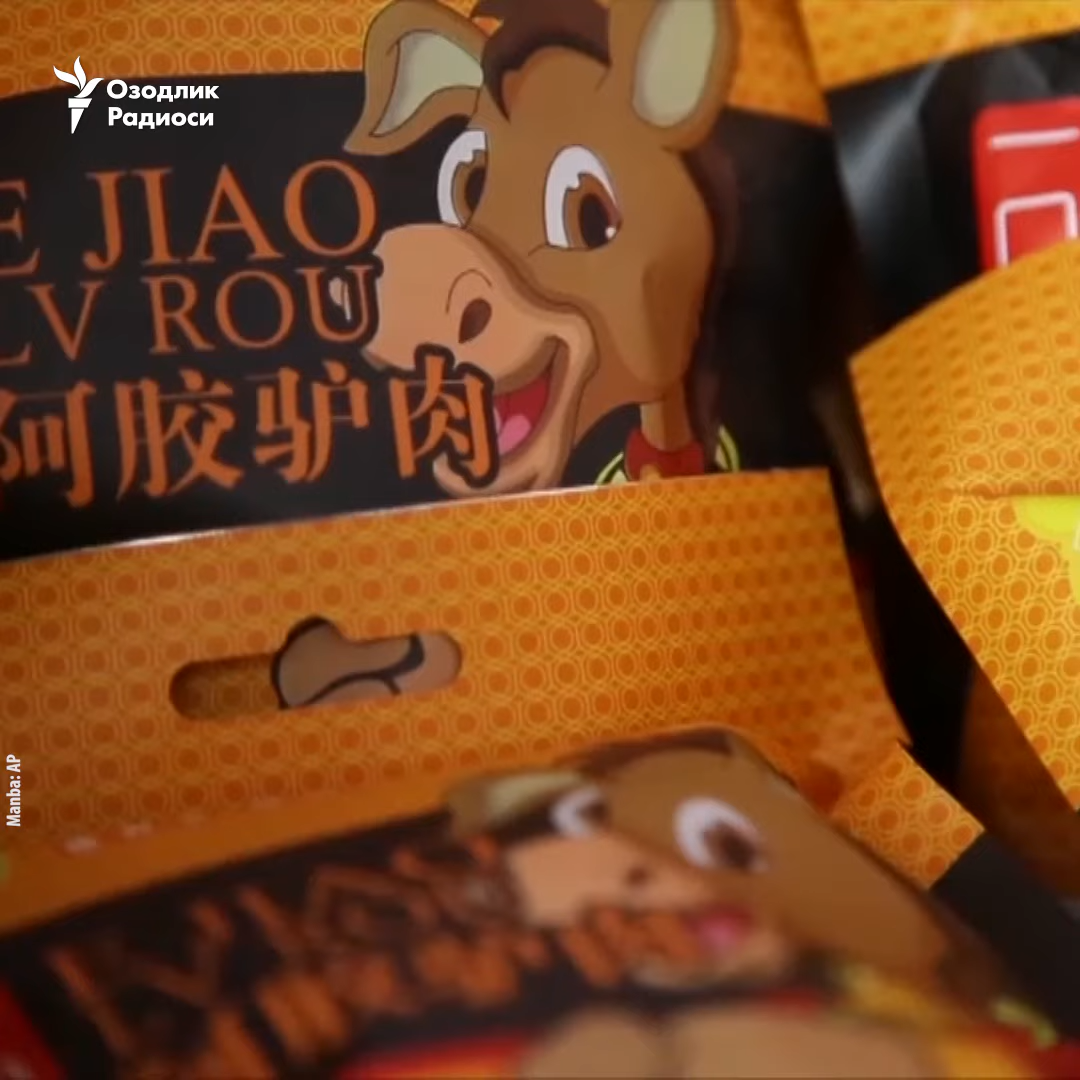 Озодлик
Радиоси
E JIAO
LV ROU
阿胶驴肉
Manba: AP